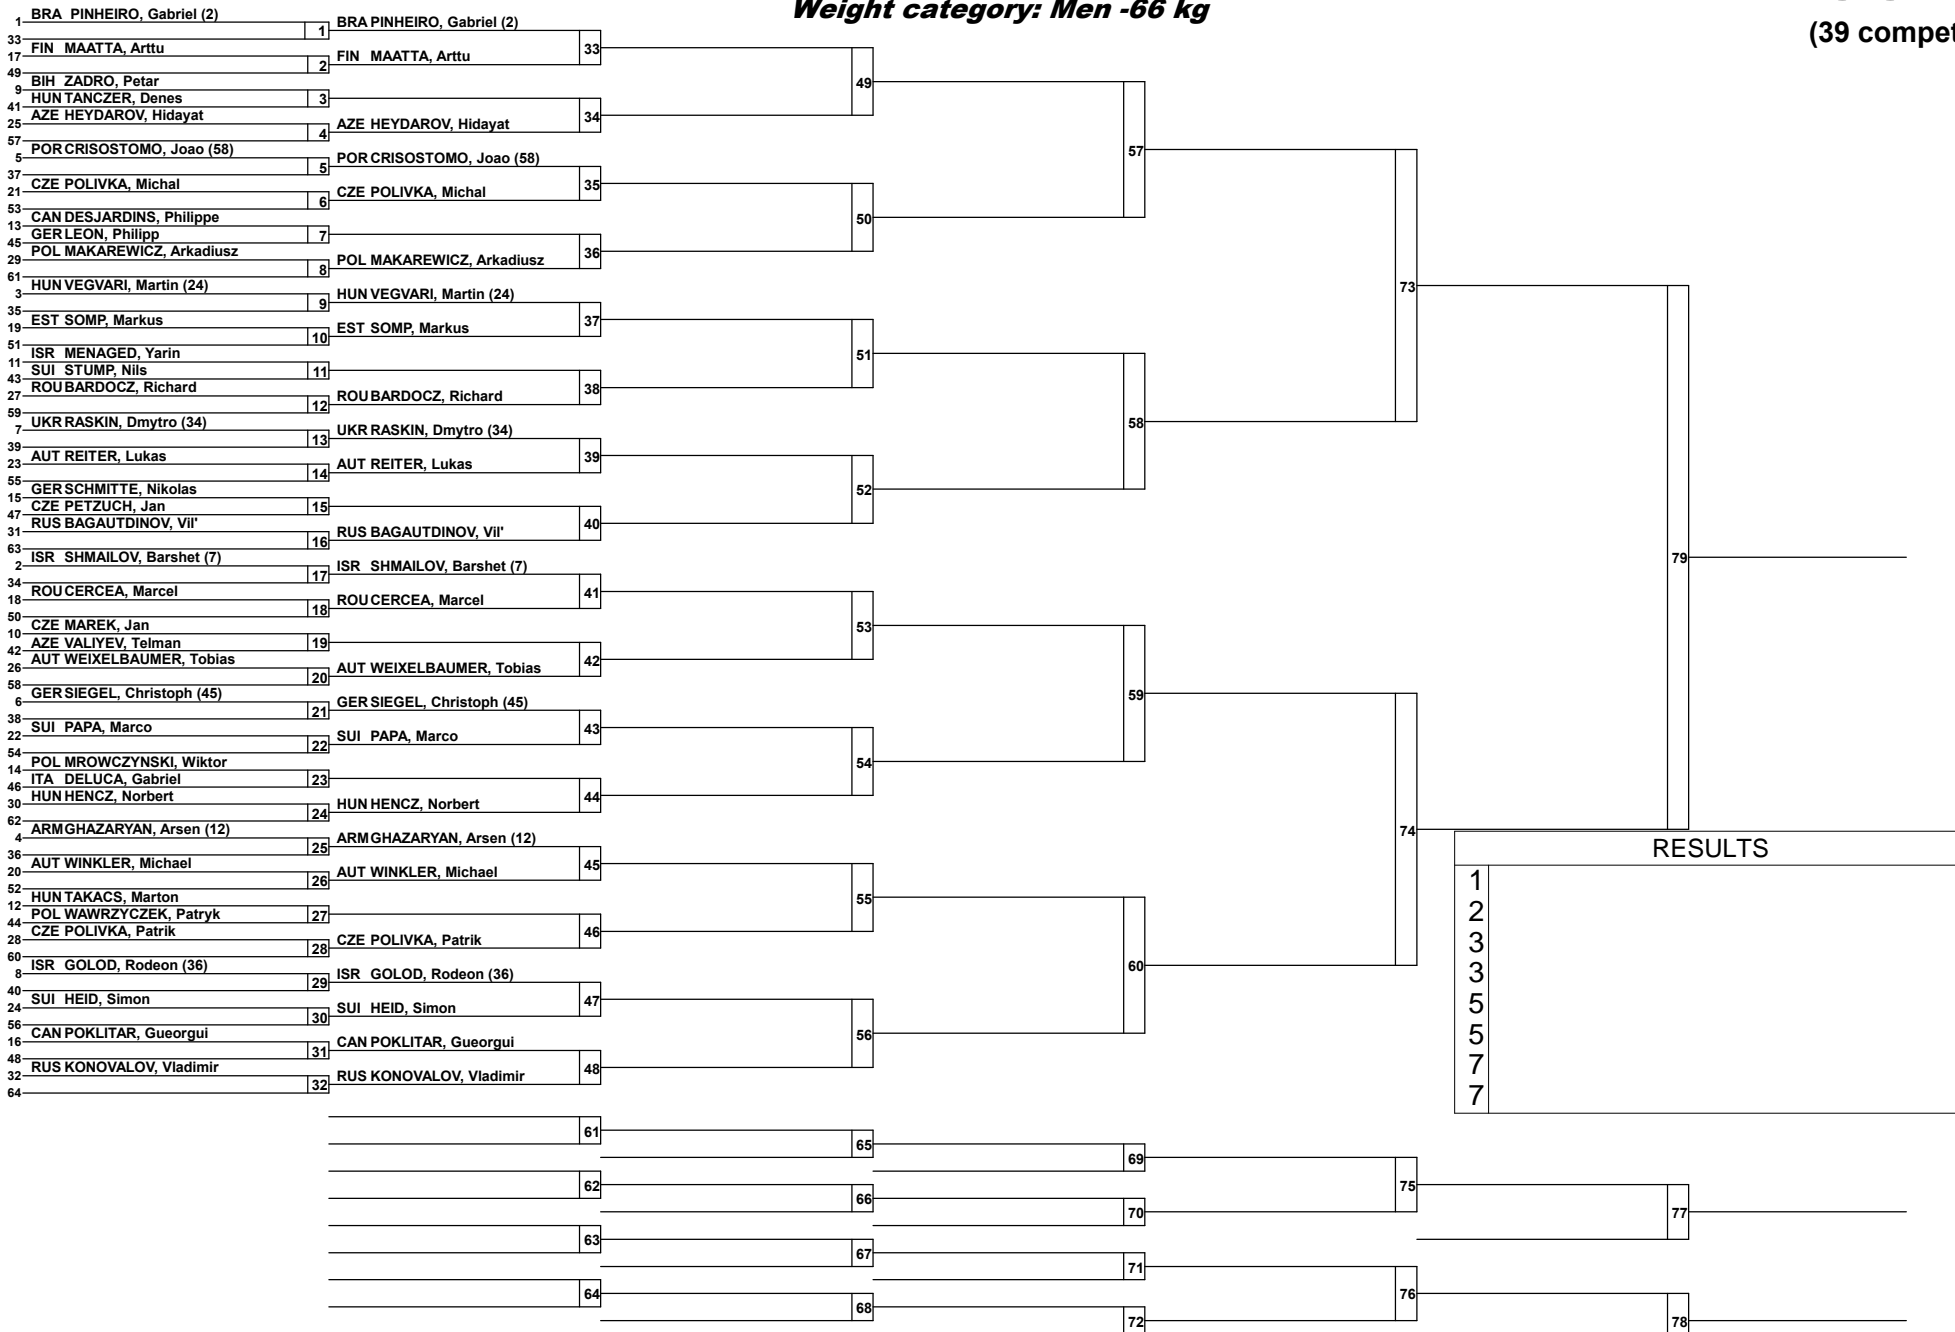 Weight category: Men -66 kg
(39 compet
1 BRA PINHEIRO, Gabriel (2)
33
1 BRA PINHEIRO, Gabriel (2)
17 FIN MAATTA, Arttu
49
2 FIN MAATTA, Arttu
33
9 BIH ZADRO, Petar
41 HUN TANCZER, Denes
3
25 AZE HEYDAROV, Hidayat
57
4 AZE HEYDAROV, Hidayat
34
49
5 POR CRISOSTOMO, Joao (58)
37
5 POR CRISOSTOMO, Joao (58)
21 CZE POLIVKA, Michal
53
6 CZE POLIVKA, Michal
35
13 CAN DESJARDINS, Philippe
45 GER LEON, Philipp
7
29 POL MAKAREWICZ, Arkadiusz
61
8 POL MAKAREWICZ, Arkadiusz
36
50
57
3 HUN VEGVARI, Martin (24)
35
9 HUN VEGVARI, Martin (24)
19 EST SOMP, Markus
51
10 EST SOMP, Markus
37
11 ISR MENAGED, Yarin
43 SUI STUMP, Nils
11
27 ROU BARDOCZ, Richard
59
12 ROU BARDOCZ, Richard
38
51
7 UKR RASKIN, Dmytro (34)
39
13 UKR RASKIN, Dmytro (34)
23 AUT REITER, Lukas
55
14 AUT REITER, Lukas
39
15 GER SCHMITTE, Nikolas
47 CZE PETZUCH, Jan
15
31 RUS BAGAUTDINOV, Vil'
63
16 RUS BAGAUTDINOV, Vil'
40
52
58
73
2 ISR SHMAILOV, Barshet (7)
34
17 ISR SHMAILOV, Barshet (7)
18 ROU CERCEA, Marcel
50
18 ROU CERCEA, Marcel
41
10 CZE MAREK, Jan
42 AZE VALIYEV, Telman
19
26 AUT WEIXELBAUMER, Tobias
58
20 AUT WEIXELBAUMER, Tobias
42
53
6 GER SIEGEL, Christoph (45)
38
21 GER SIEGEL, Christoph (45)
22 SUI PAPA, Marco
54
22 SUI PAPA, Marco
43
14 POL MROWCZYNSKI, Wiktor
46 ITA DELUCA, Gabriel
23
30 HUN HENCZ, Norbert
62
24 HUN HENCZ, Norbert
44
54
59
4 ARM GHAZARYAN, Arsen (12)
36
25 ARM GHAZARYAN, Arsen (12)
20 AUT WINKLER, Michael
52
26 AUT WINKLER, Michael
45
12 HUN TAKACS, Marton
44 POL WAWRZYCZEK, Patryk
27
28 CZE POLIVKA, Patrik
60
28 CZE POLIVKA, Patrik
46
55
8 ISR GOLOD, Rodeon (36)
40
29 ISR GOLOD, Rodeon (36)
24 SUI HEID, Simon
56
30 SUI HEID, Simon
47
16 CAN POKLITAR, Gueorgui
48
31 CAN POKLITAR, Gueorgui
32 RUS KONOVALOV, Vladimir
64
32 RUS KONOVALOV, Vladimir
48
56
60
74
79
RESULTS
1
2
3
3
5
5
7
7
61
65
69
62
66
70
75
77
63
67
71
64
68
72
76
78